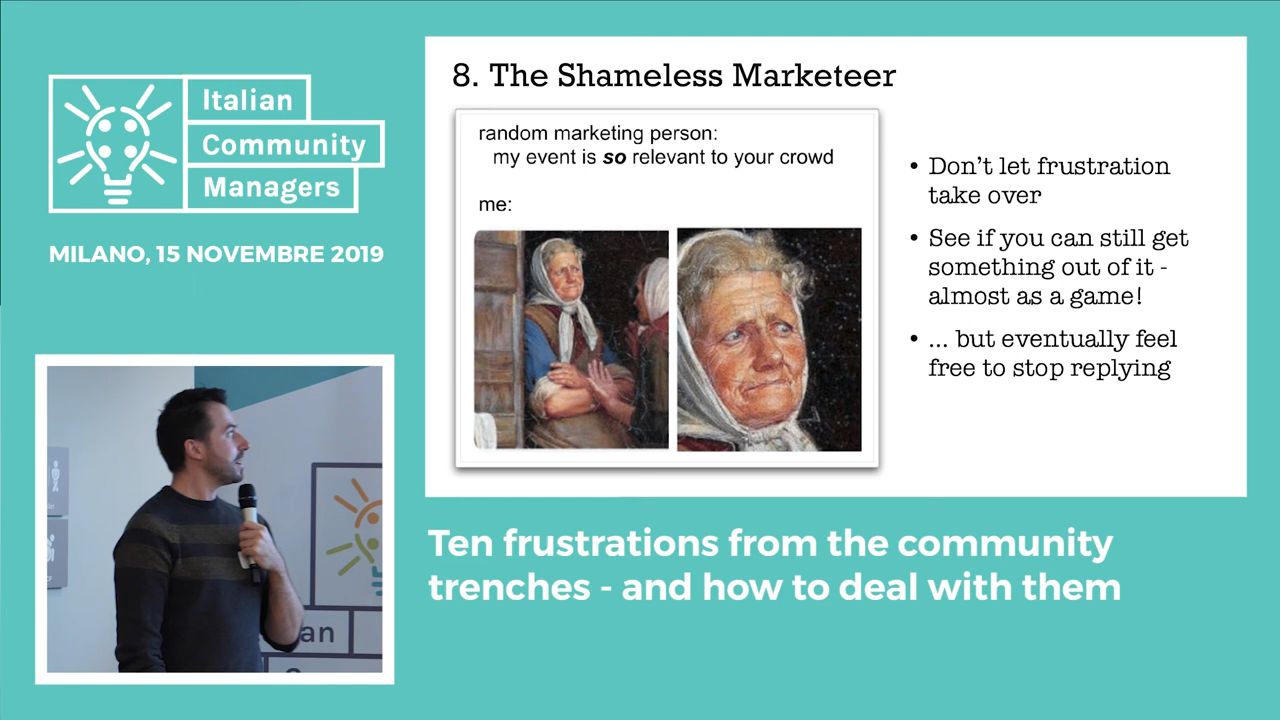 Italian
Community
Managers
MILANO, 15 NOVEMBRE 2019
8. The Shameless Marketeer
random marketing person:
my event is so relevant to your crowd
me:
• Don’t let frustration
take over
• See if you can still get
something out of it -
almost as a game!
• ... but eventually feel
free to stop replying
an
Ten frustrations from the community
trenches - and how to deal with them